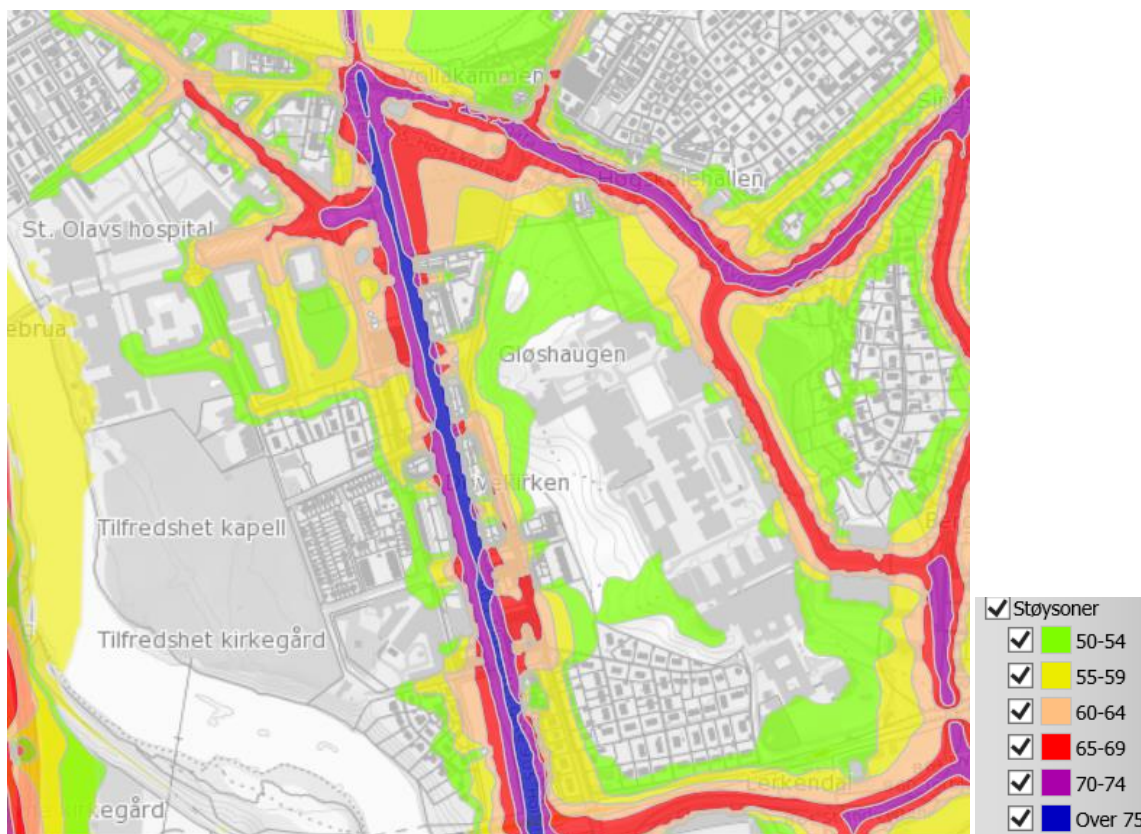 Vollakammen
Høgskolehallen
St. Olavs hospital
ebrua
Gløshaugen
Tilfredshet kapell
Tilfredshet kirkegård
Lerkendal
kirkegård
Støysoner
50-54
55-59
60-64
65-69
70-74
Over 75